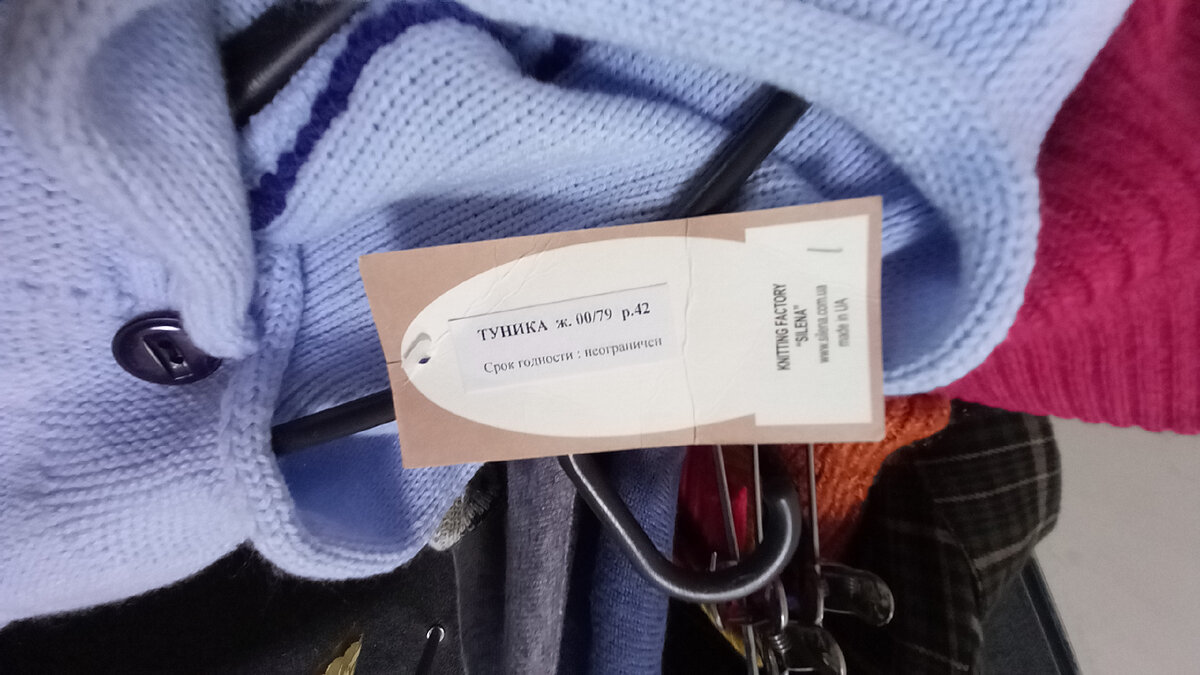 ТУНИКА ж. 00/79 р.42
Срок годности : неограничен
KNITTING FACTORY
"SILENA"
www.silena.com.ua
made in UA